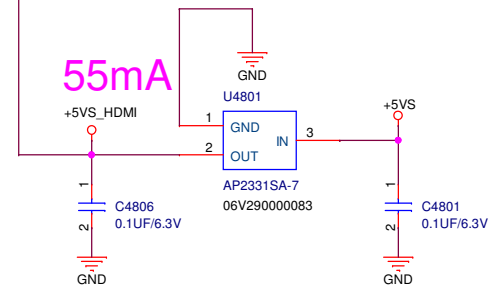 GND
55mA
U4801
+5VS_HDMI
+5VS
1
GND
IN
3
2
OUT
AP2331SA-7
06V290000083
1
C4806
0.1UF/6.3V
2
1
C4801
0.1UF/6.3V
2
GND
GND